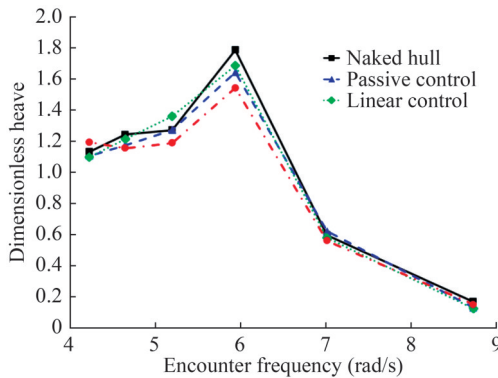 2.0
1.8
1.6
1.4
1.2
1.0
0.8
0.6
0.4
0.2
0
Dimensionless heave
Naked hull
Passive control
Linear control
4 5 6 7 8 9
Encounter frequency (rad/s)